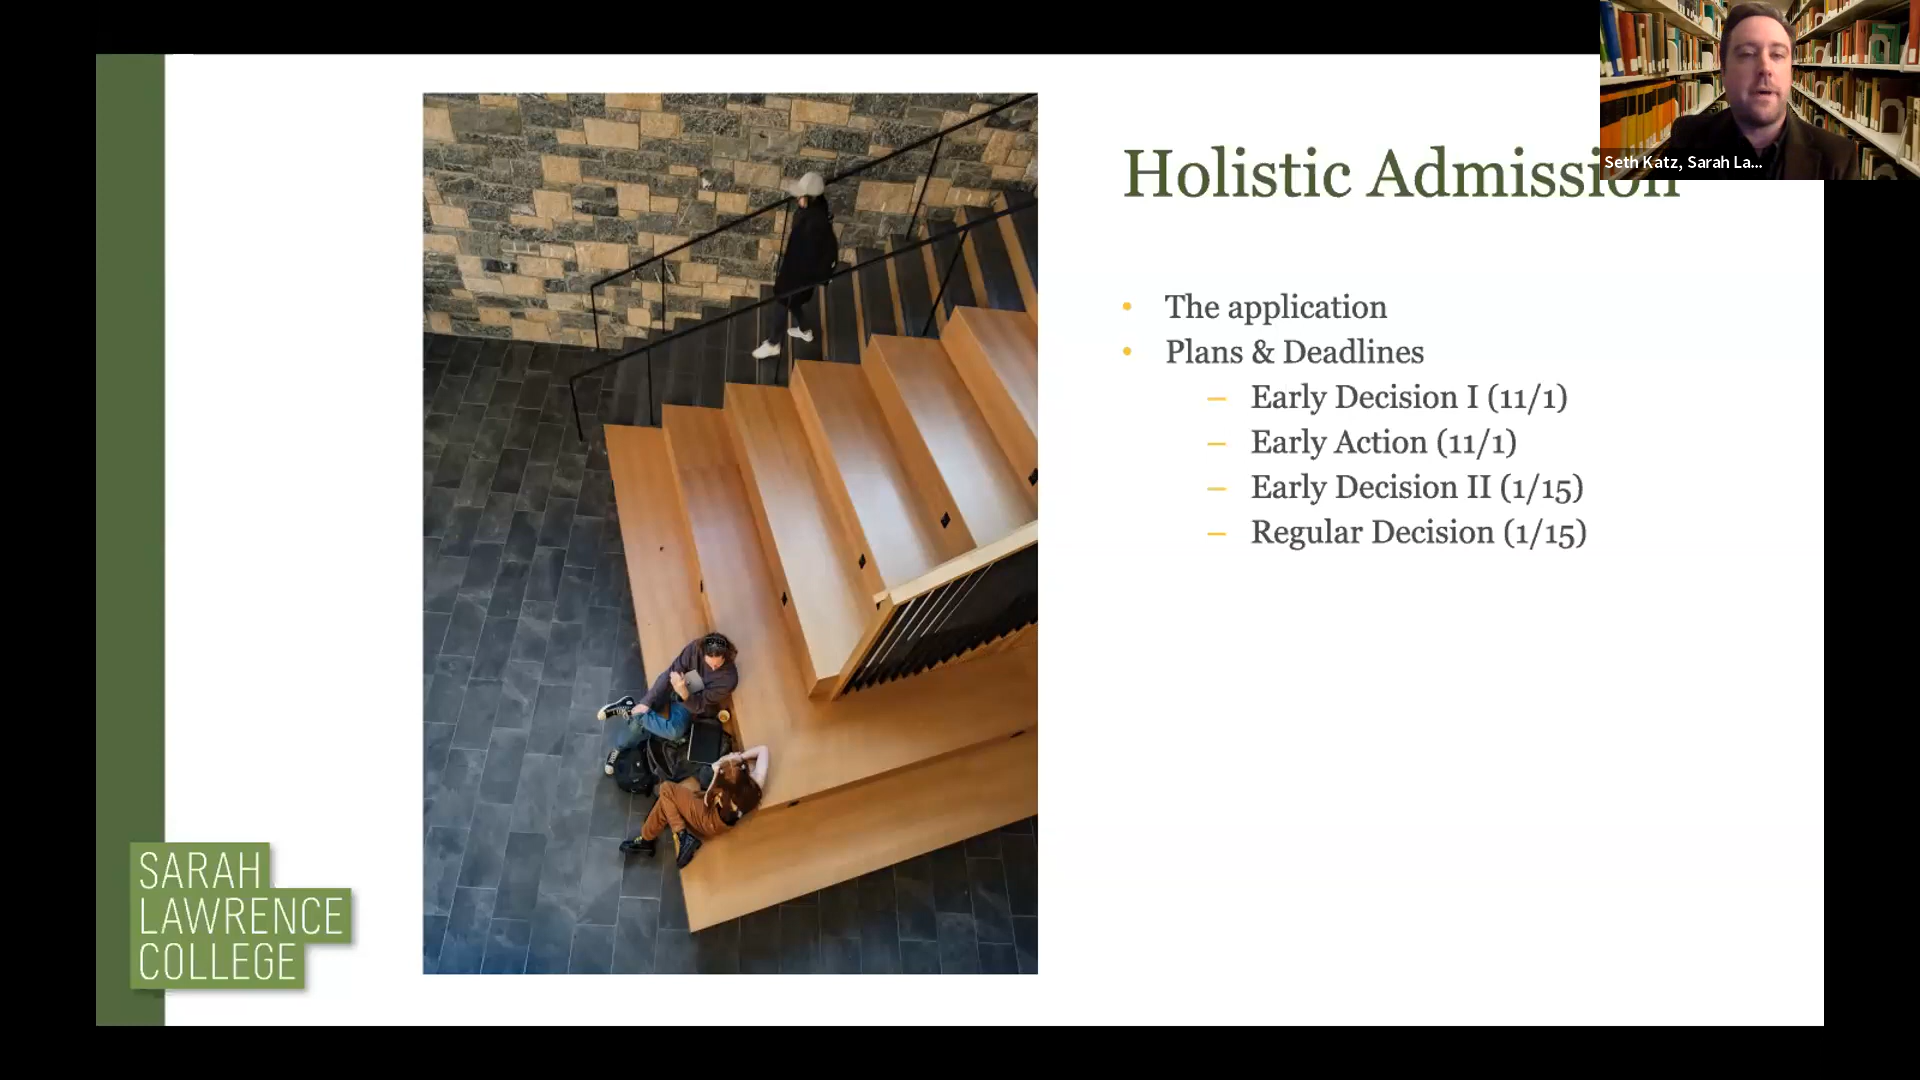 Holistic Admission
Seth Katz, Sarah La...
• The application
• Plans & Deadlines
– Early Decision I (11/1)
– Early Action (11/1)
– Early Decision II (1/15)
– Regular Decision (1/15)
SARAH
LAWRENCE
COLLEGE